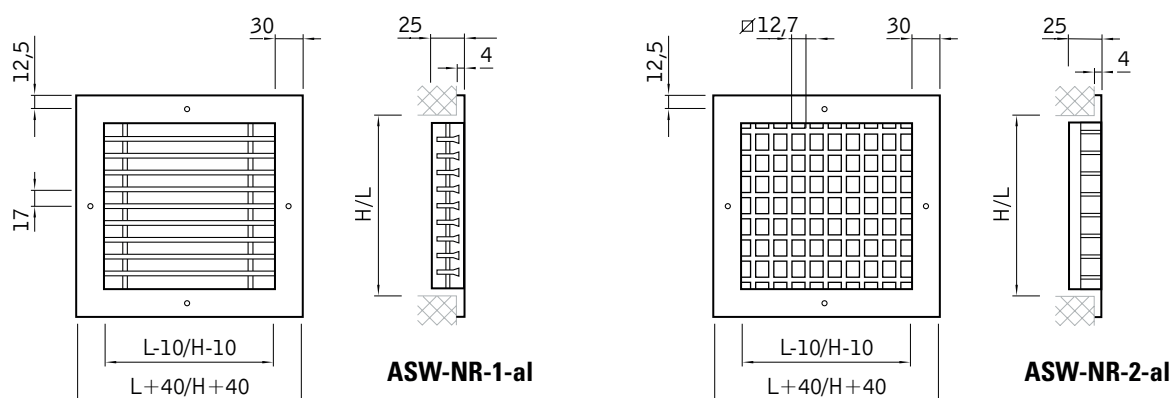 30
25
4
12,5
17
H/L
L-10/H-10
L+40/H+40
ASW-NR-1-al
⌀12,7
30
25
4
12,5
H/L
L-10/H-10
L+40/H+40
ASW-NR-2-al